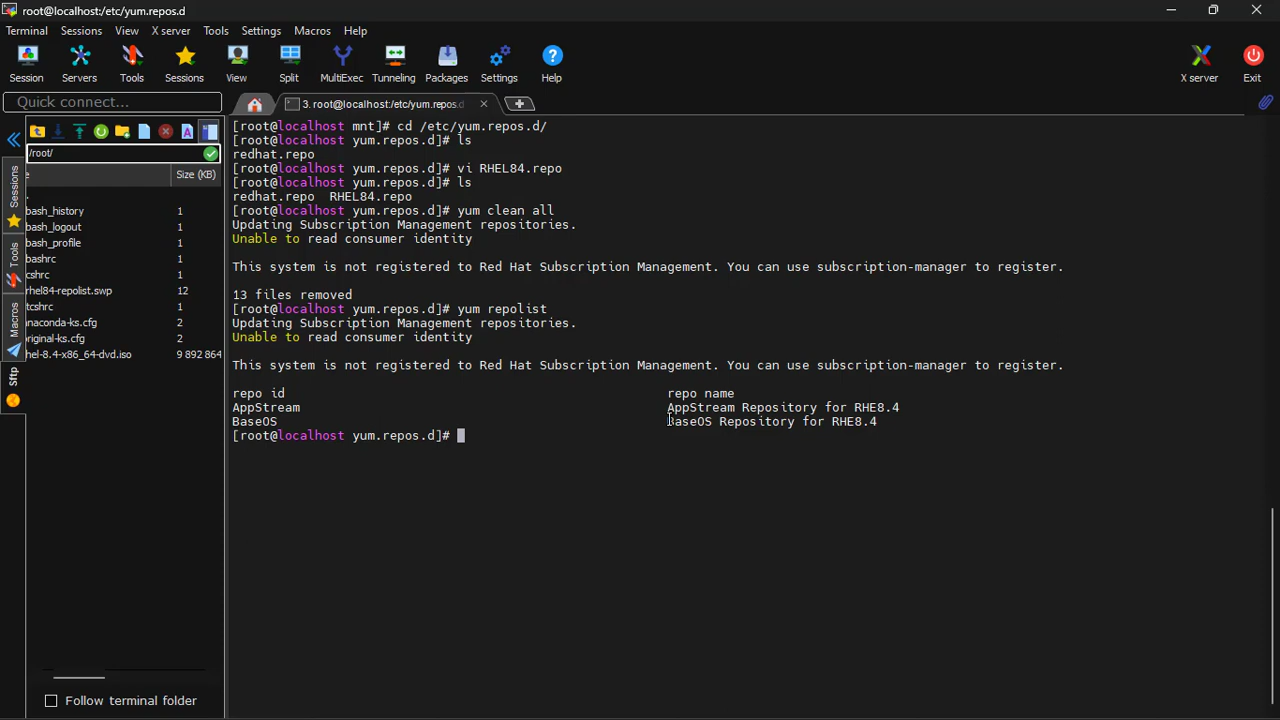 root@localhost:/etc/yum.repos.d
Terminal Sessions View X server Tools Settings Macros Help
Session Servers Tools Sessions View Split MultiExec Tunneling Packages Settings Help X server Exit
Quick connect...
3. root@localhost:/etc/yum.repos.d
/root/
e Size (KB)
.
bash_history 1
bash_logout 1
bash_profile 1
bashrc 1
cshrc 1
rhel84-repolist.swp 12
tcshrc 1
naconda-ks.cfg 2
riginal-ks.cfg 2
hel-8.4-x86_64-dvd.iso 9 892 864
Sessions
Tools
Macros
Sftp
Follow terminal folder
[root@localhost mnt]# cd /etc/yum.repos.d/
[root@localhost yum.repos.d]# ls
redhat.repo
[root@localhost yum.repos.d]# vi RHEL84.repo
[root@localhost yum.repos.d]# ls
redhat.repo RHEL84.repo
[root@localhost yum.repos.d]# yum clean all
Updating Subscription Management repositories.
Unable to read consumer identity
This system is not registered to Red Hat Subscription Management. You can use subscription-manager to register.
13 files removed
[root@localhost yum.repos.d]# yum repolist
Updating Subscription Management repositories.
Unable to read consumer identity
This system is not registered to Red Hat Subscription Management. You can use subscription-manager to register.
repo id repo name
AppStream AppStream Repository for RHE8.4
BaseOS BaseOS Repository for RHE8.4
[root@localhost yum.repos.d]#